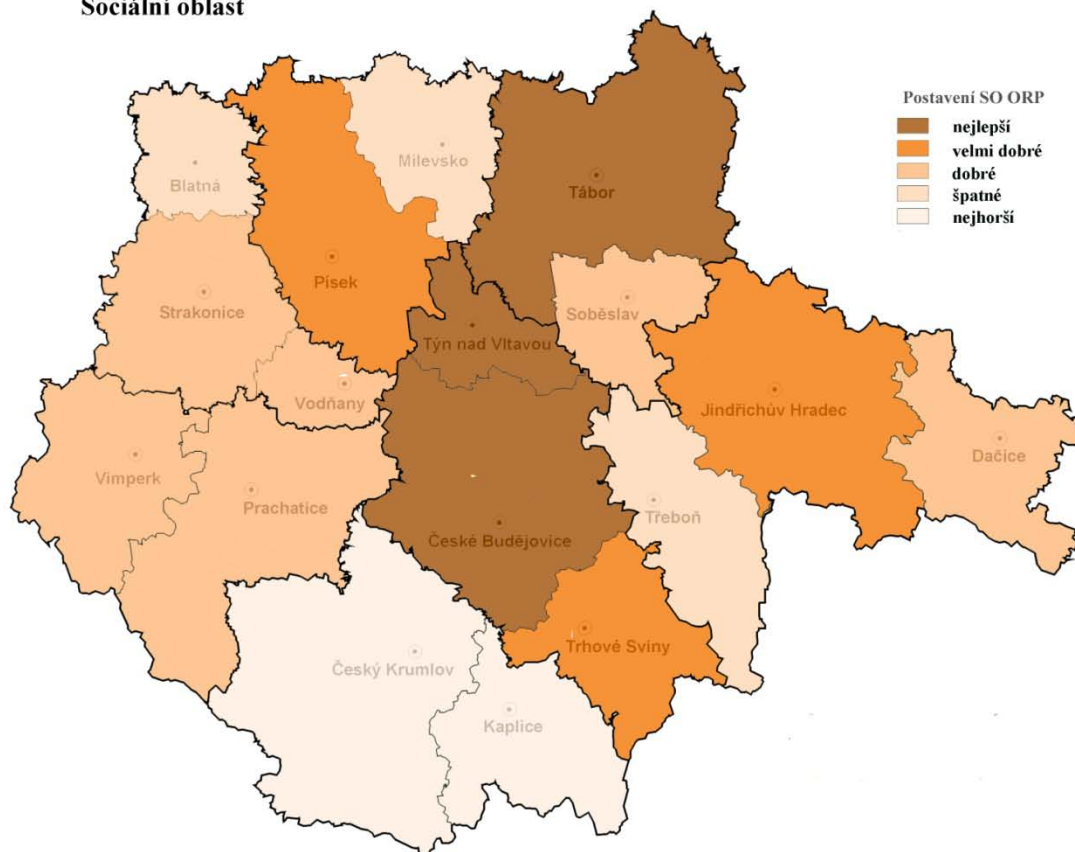 Sociální oblast
Postavení SO ORP
nejlepší
velmi dobré
dobré
špatné
nejhorší
Milevsko
Blatná
Tábor
Písek
Strakonice
Soběslav
Týn nad Vltavou
Vodňany
Jindřichův Hradec
Dačice
Vimperk
Prachatice
Třeboň
České Budějovice
Trhové Sviny
Český Krumlov
Kaplice